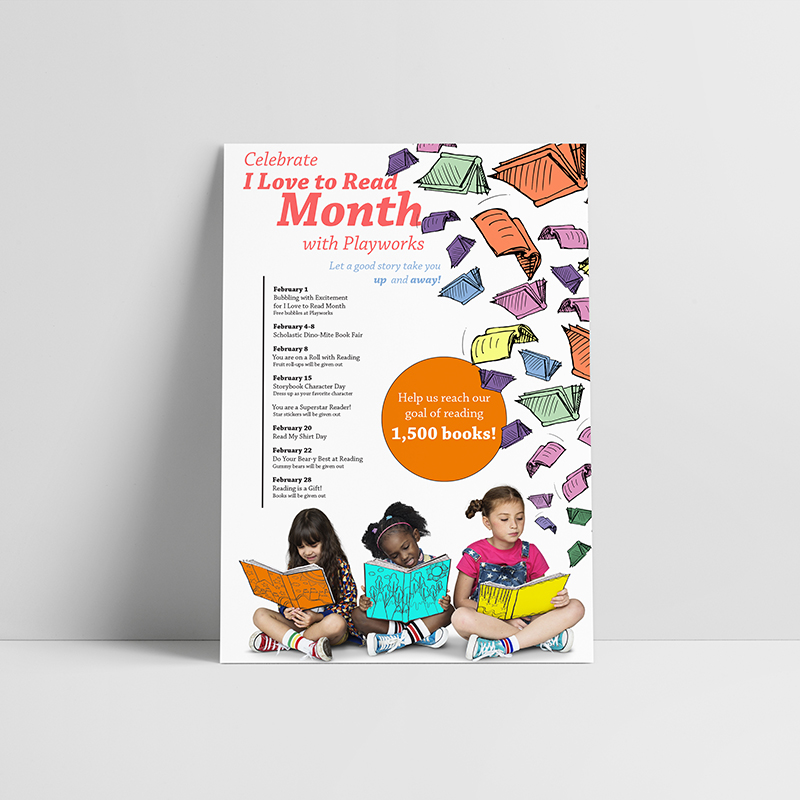 Celebrate
I Love to Read
Month
with Playworks
Let a good story take you
up and away!
February 1
Bubbling with Excitement
for I Love to Read Month
Free bubbles at Playworks
February 4-8
Scholastic Dino-Mite Book Fair
February 8
You are on a Roll with Reading
Fruit roll-ups will be given out
February 15
Storybook Character Day
Dress up as your favorite character
You are a Superstar Reader!
Star stickers will be given out
February 20
Read My Shirt Day
February 22
Do Your Bear-y Best at Reading
Gummy bears will be given out
February 28
Reading is a Gift!
Books will be given out
Help us reach our
goal of reading
1,500 books!